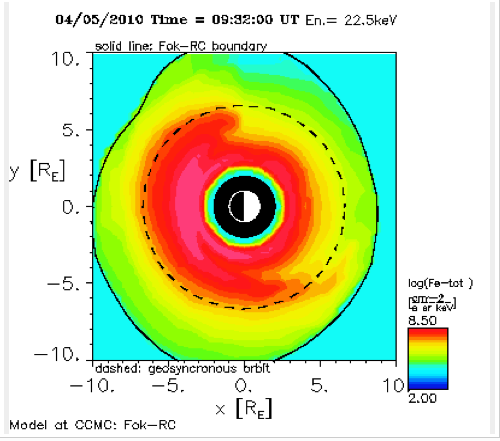 04/05/2010 Time = 09:32:00 UT En.= 22.5keV
solid line: Fok-RC boundary
10.
5.
y [RE]
0.
-5.
log(Fe-tot )
8.50
-10.
dashed: geosyncronous orbit
2.00
-10. -5. 0. 5. 10
x [RE]
Model at CCMC: Fok-RC